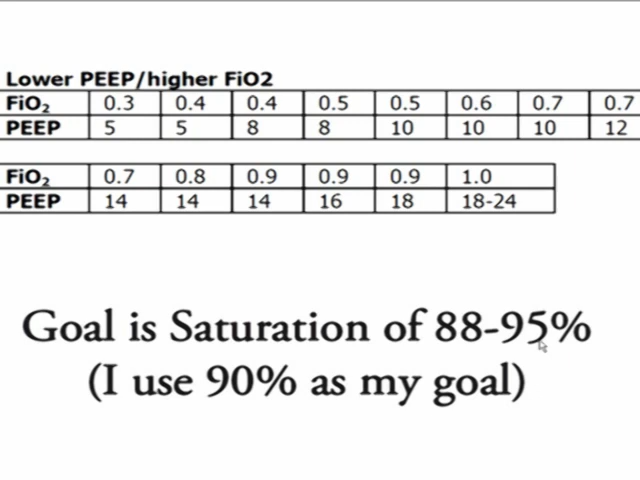 Lower PEEP/higher FiO2
FiO₂ 0.3 0.4 0.4 0.5 0.5 0.6 0.7 0.7
PEEP 5 5 8 8 10 10 10 12
FiO₂ 0.7 0.8 0.9 0.9 0.9 1.0
PEEP 14 14 14 16 18 18-24
Goal is Saturation of 88-95%
(I use 90% as my goal)